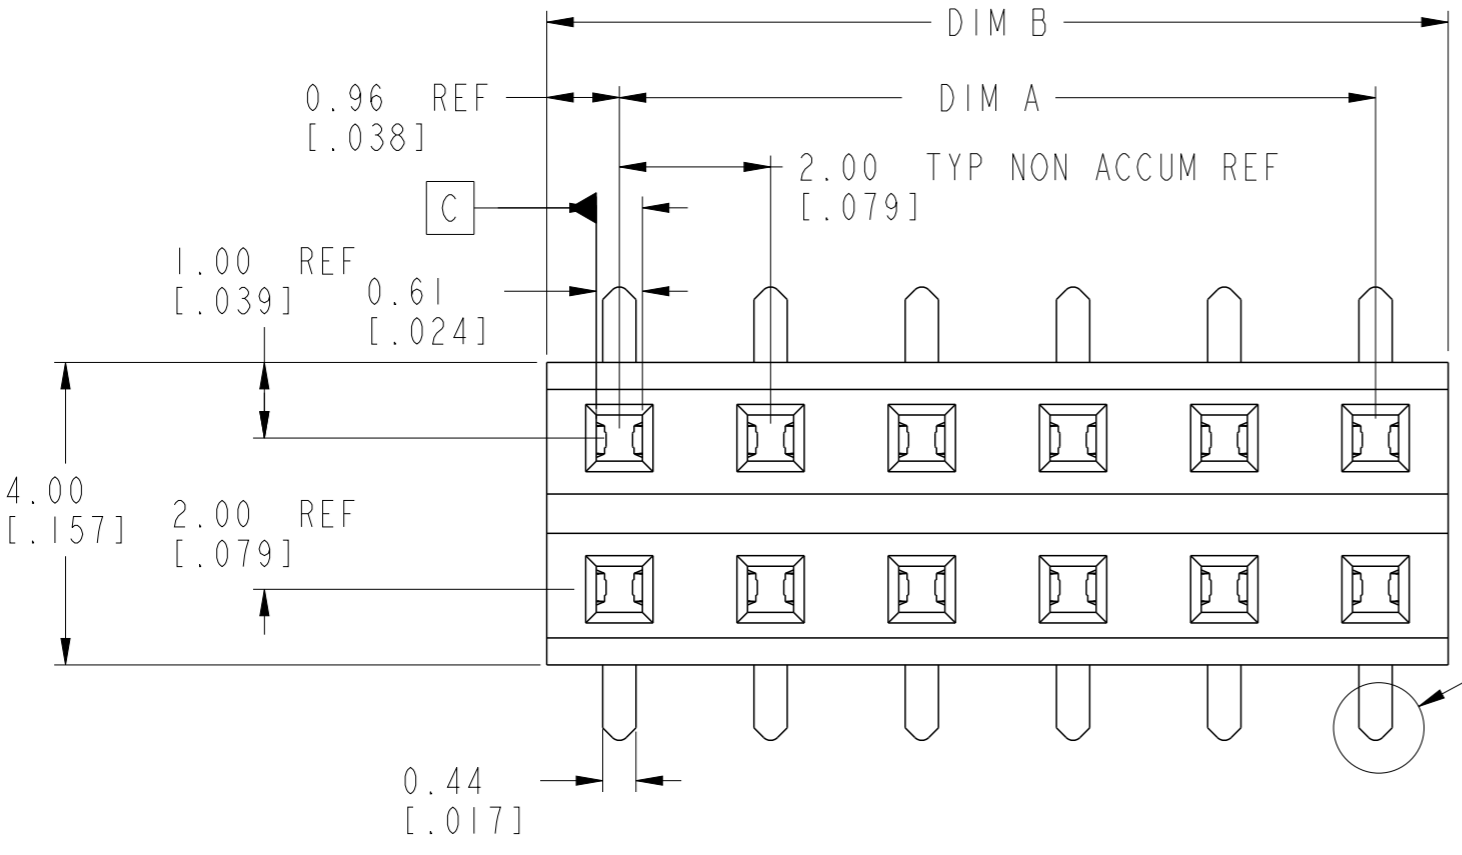 DIM B
0.96 REF
[.038]
DIM A
2.00 TYP NON ACCUM REF
[.079]
C
1.00 REF
[.039]
0.61
[.024]
4.00
[.157]
2.00 REF
[.079]
0.44
[.017]